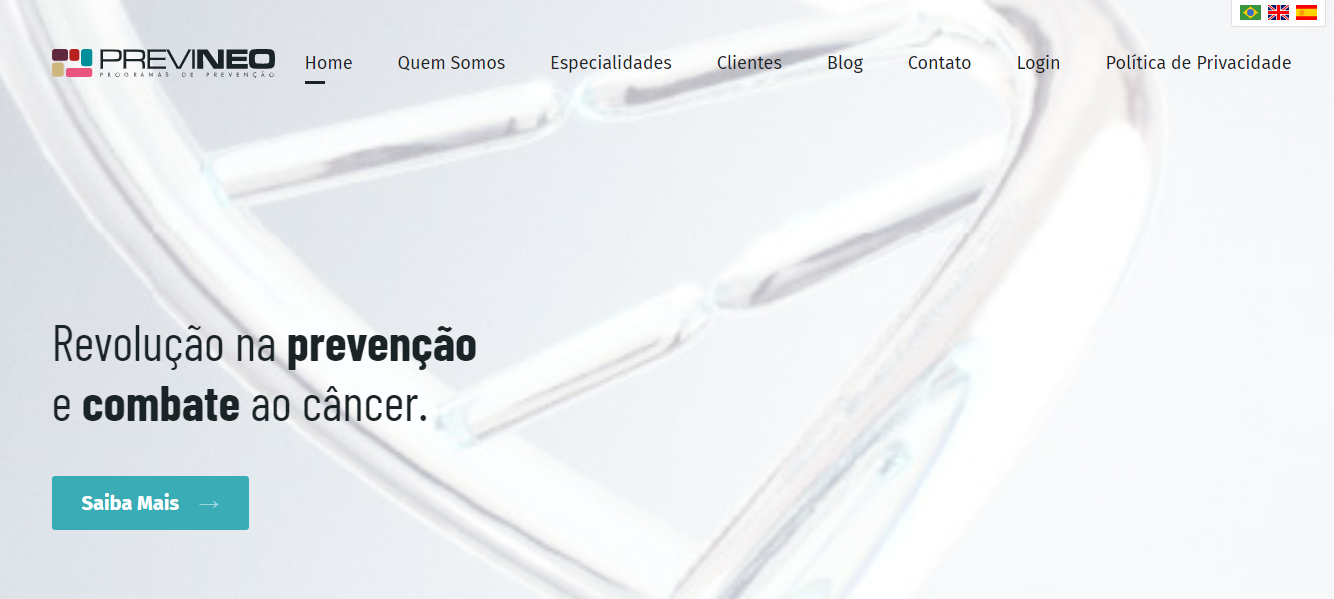 PREVINEO
PROGRAMAS DE PREVENÇÃO
Home Quem Somos Especialidades Clientes Blog Contato Login Política de Privacidade
Revolução na prevenção
e combate ao câncer.
Saiba Mais →